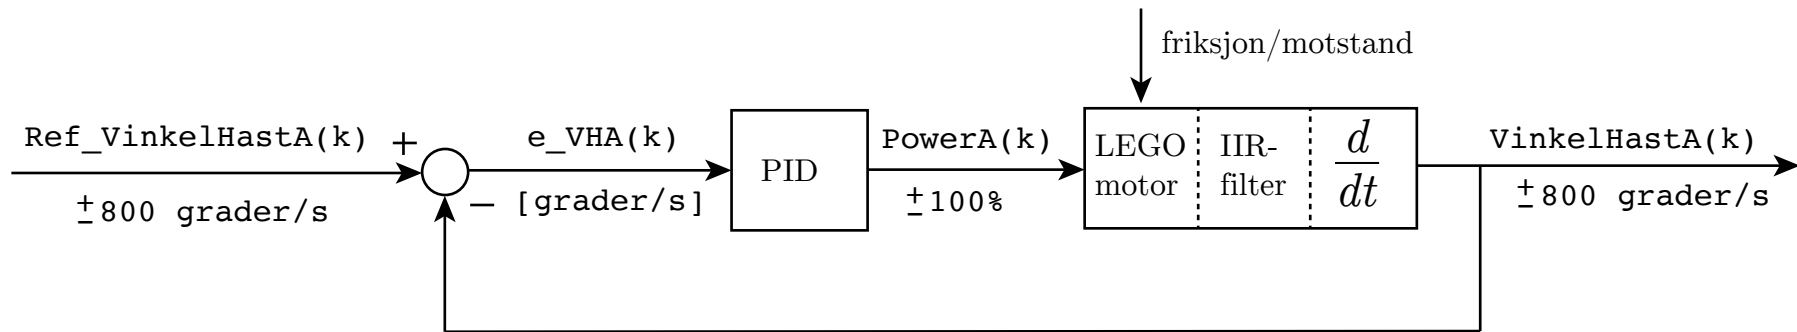 friksjon/motstand
Ref_VinkelHastA(k)
+
±800 grader/s
e_VHA(k)
− [grader/s]
PID
PowerA(k)
±100%
LEGO
motor
IIR-
filter
d
dt
VinkelHastA(k)
±800 grader/s